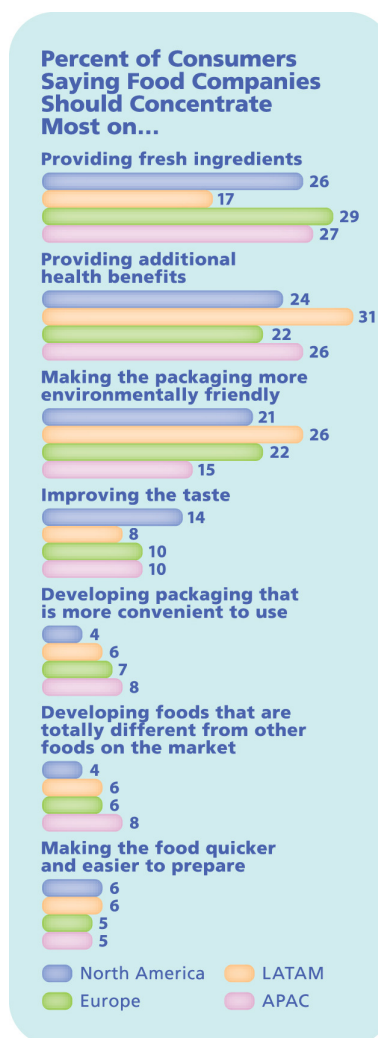 Percent of Consumers
Saying Food Companies
Should Concentrate
Most on...
Providing fresh ingredients
26
17
29
27
Providing additional
health benefits
24
31
22
26
Making the packaging more
environmentally friendly
21
26
22
15
Improving the taste
14
8
10
10
Developing packaging that
is more convenient to use
4
6
7
8
Developing foods that are
totally different from other
foods on the market
4
6
6
8
Making the food quicker
and easier to prepare
6
6
5
5
North America LATAM
Europe APAC